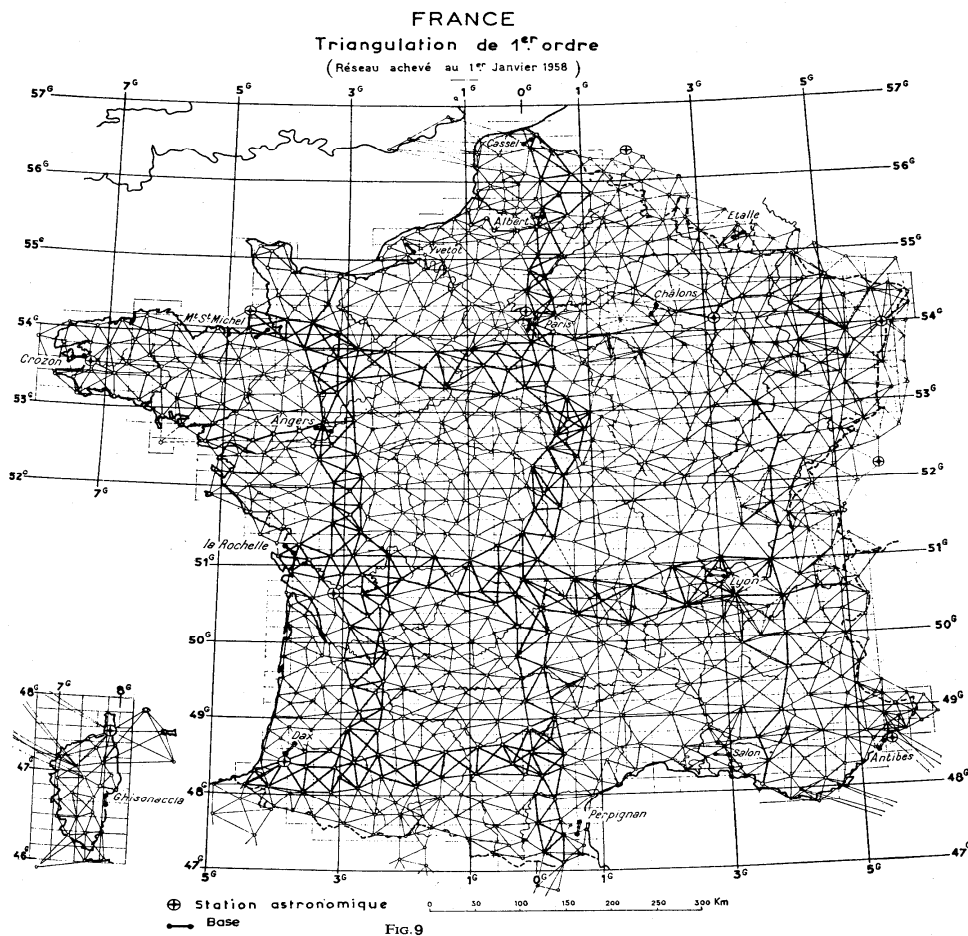 FRANCE
Triangulation de 1er ordre
(Réseau achevé au 1er Janvier 1958)
7G 5G 3G 1G 0G 1G 3G 5G
57G 57G
Cassel
56G 56G
Albert Etalle
55G 55G
Yvetot
Châlons
Mt St Michel
54G Paris 54G
Crozon
53G 53G
Angers
52G 52G
7G
la Rochelle
51G 51G
Lyon
50G 50G
48G 7G 8G
49G 49G
Dax Salon Antibes
47G 48G 48G
Ghisonaccia
Perpignan
46G 47G 47G
5G 3G 1G 0G 1G 3G 5G
Station astronomique
0 50 100 150 200 250 300 Km
Base
FIG. 9